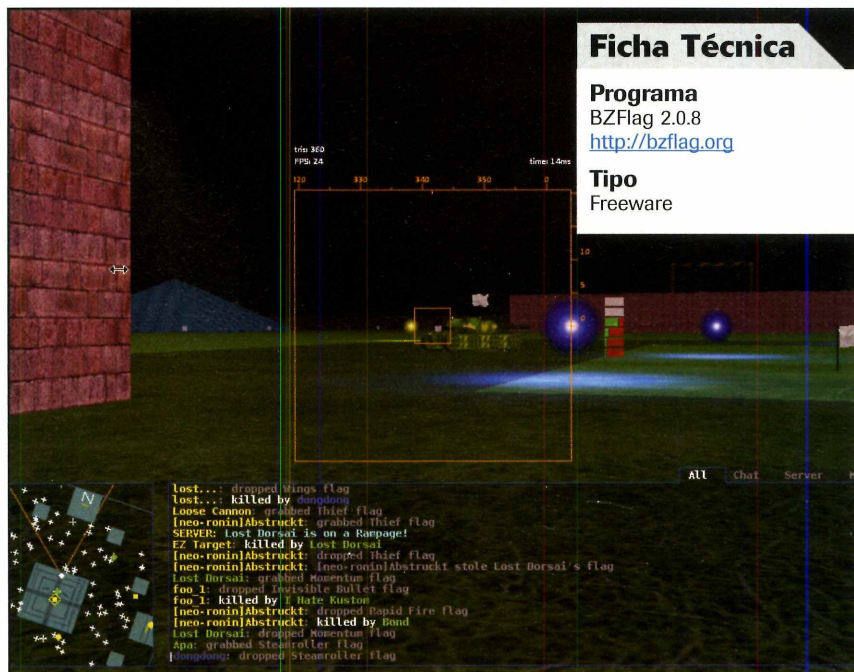 Ficha Técnica
Programa
BZFlag 2.0.8
http://bzflag.org
Tipo
Freeware
tris: 360
FPS: 24
time: 14ms
120 330 340 350 0
10
5
0
All Chat Server
lost...: dropped Wings flag
lost...: killed by dongdong
Loose Cannon: grabbed Thief flag
[neo-ronin]Abstruckt: grabbed Thief flag
SERVER: Lost Dorsai is on a Rampage!
EZ Target: killed by Lost Dorsai
[neo-ronin]Abstruckt: dropped Thief flag
[neo-ronin]Abstruckt: [neo-ronin]Abstruckt stole Lost Dorsai's flag
Lost Dorsai: grabbed Momentum flag
foo_1: dropped Invisible Bullet flag
foo_1: killed by I Hate Kustom
[neo-ronin]Abstruckt: dropped Rapid Fire flag
[neo-ronin]Abstruckt: killed by Bond
Lost Dorsai: dropped Momentum flag
Apa: grabbed Steamroller flag
dongdong: dropped Steamroller flag
N